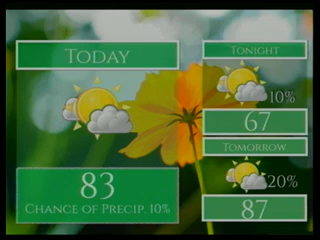 Today
83
Chance of Precip. 10%
Tonight
10%
67
Tomorrow
20%
87